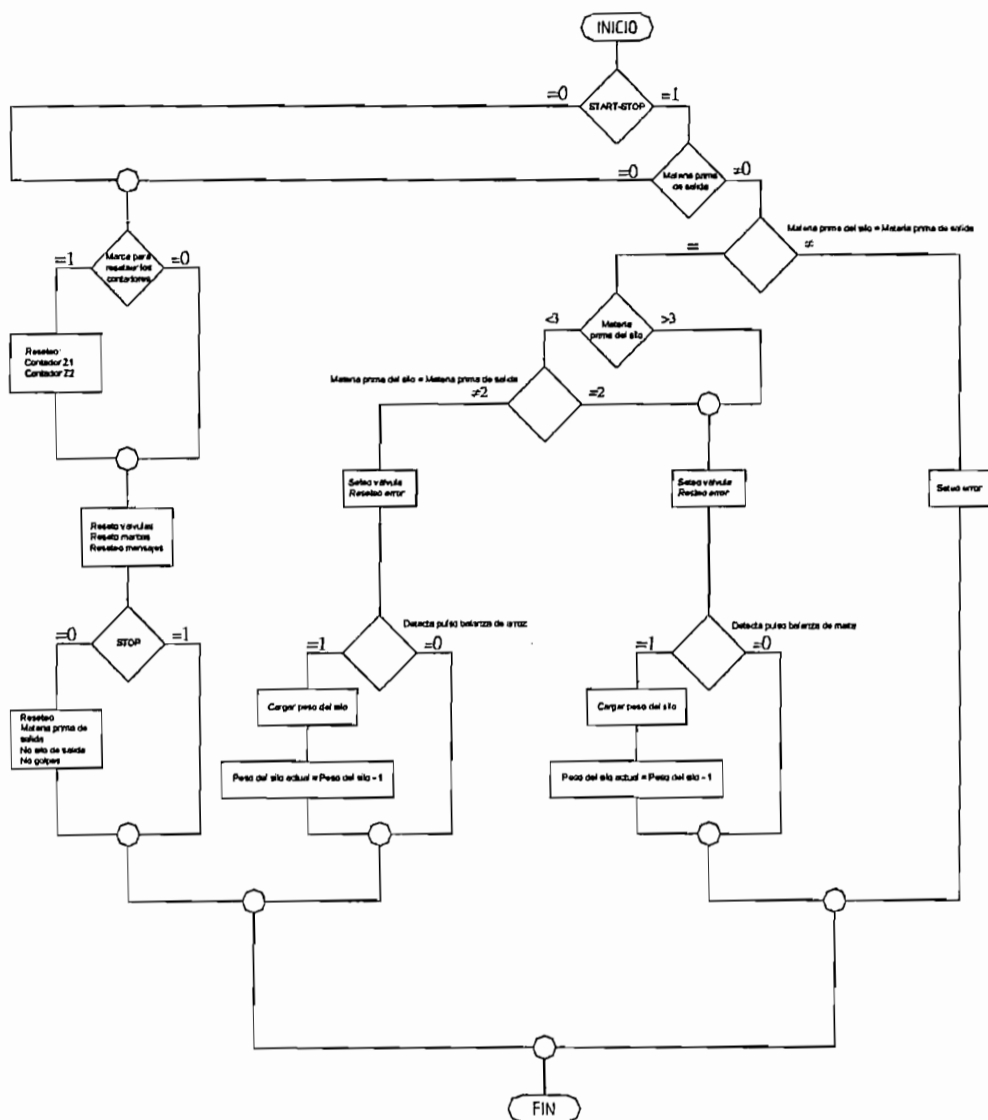 INICIO
START-STOP
=0
=1
Materia prima
de salida
=0
≠0
Materia prima del silo = Materia prima de salida
=
≠
Marca para
resetear los
contadores
=1
=0
Materia
prima del silo
<3
>3
Reseteo:
Contador Z1
Contador Z2
Materia prima del silo = Materia prima de salida
≠2
=2
Seteo válvula
Reseteo error
Seteo válvula
Reseteo error
Seteo error
Reseto válvulas
Reseto marcas
Reseteo mensajes
STOP
=0
=1
Detecta pulso balanza de arroz
=1
=0
Detecta pulso balanza de maíz
=1
=0
Reseteo
Materia prima de
salida
No silo de salida
No golpes
Cargar peso del silo
Cargar peso del silo
Peso del silo actual = Peso del silo - 1
Peso del silo actual = Peso del silo - 1
FIN